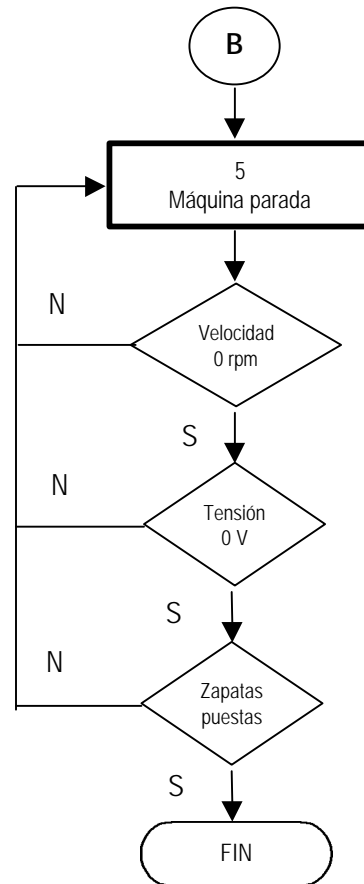 B
5
Máquina parada
N
Velocidad
0 rpm
S
N
Tensión
0 V
S
N
Zapatas
puestas
S
FIN